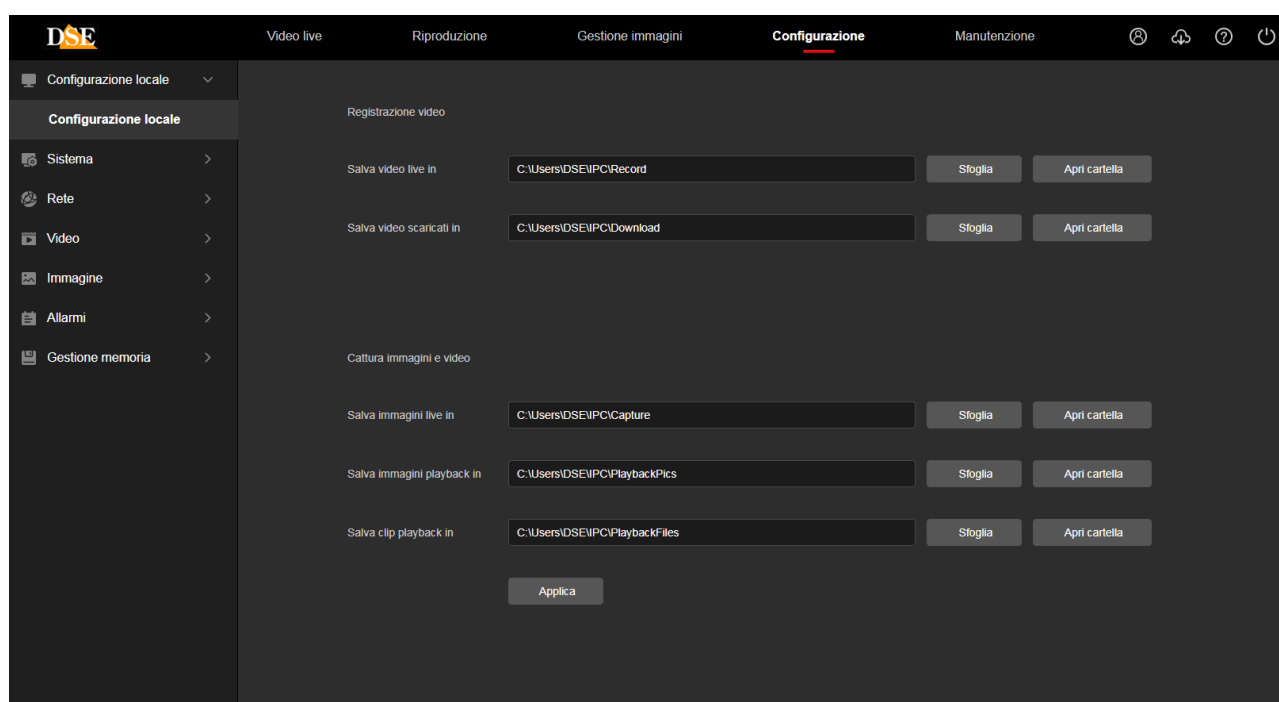 DSE
Video live Riproduzione Gestione immagini Configurazione Manutenzione
Configurazione locale
Configurazione locale
Sistema
Rete
Video
Immagine
Allarmi
Gestione memoria
Registrazione video
Salva video live in C:\Users\DSE\IPC\Record Sfoglia Apri cartella
Salva video scaricati in C:\Users\DSE\IPC\Download Sfoglia Apri cartella
Cattura immagini e video
Salva immagini live in C:\Users\DSE\IPC\Capture Sfoglia Apri cartella
Salva immagini playback in C:\Users\DSE\IPC\PlaybackPics Sfoglia Apri cartella
Salva clip playback in C:\Users\DSE\IPC\PlaybackFiles Sfoglia Apri cartella
Applica